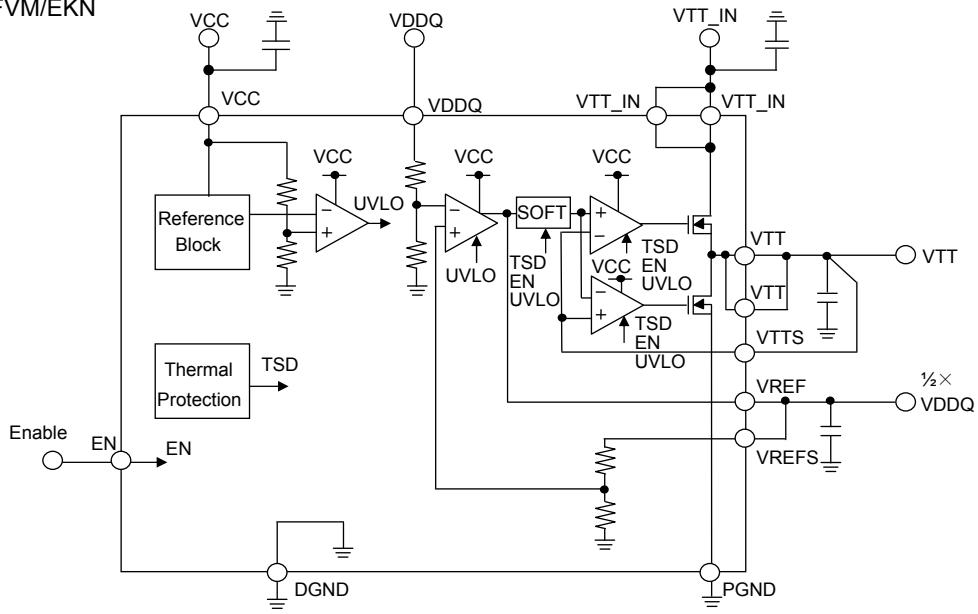 FVM/EKN
VCC
VDDQ
VTT_IN
VCC
VDDQ
VTT_IN
VTT_IN
VCC
VCC
VCC
UVLO
SOFT
Reference
Block
−
+
−
+
+
−
UVLO
TSD
EN
UVLO
TSD
EN
UVLO
VCC
−
+
TSD
EN
UVLO
VTT
VTT
VTT
VTTS
Thermal
Protection
TSD
VREF
½×
VDDQ
VREFS
Enable
EN
EN
DGND
PGND